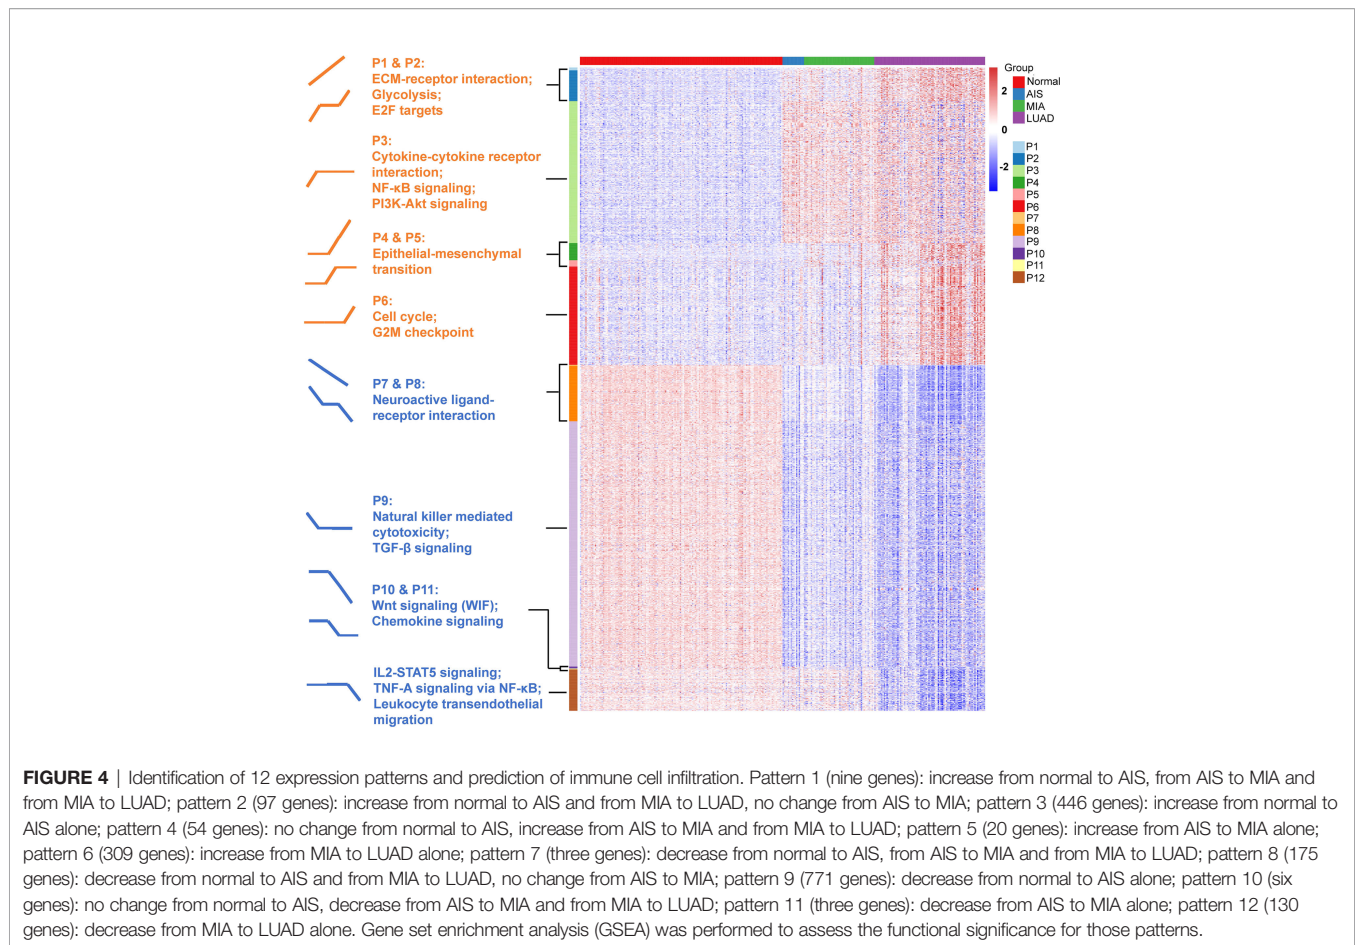 P1 & P2:
ECM-receptor interaction;
Glycolysis;
E2F targets
P3:
Cytokine-cytokine receptor
interaction;
NF-κB signaling;
PI3K-Akt signaling
P4 & P5:
Epithelial-mesenchymal
transition
P6:
Cell cycle;
G2M checkpoint
P7 & P8:
Neuroactive ligand-
receptor interaction
P9:
Natural killer mediated
cytotoxicity;
TGF-β signaling
P10 & P11:
Wnt signaling (WIF);
Chemokine signaling
IL2-STAT5 signaling;
TNF-A signaling via NF-κB;
Leukocyte transendothelial
migration
2
0
-2
Group
Normal
AIS
MIA
LUAD
P1
P2
P3
P4
P5
P6
P7
P8
P9
P10
P11
P12
FIGURE 4 | Identification of 12 expression patterns and prediction of immune cell infiltration. Pattern 1 (nine genes): increase from normal to AIS, from AIS to MIA and
from MIA to LUAD; pattern 2 (97 genes): increase from normal to AIS and from MIA to LUAD, no change from AIS to MIA; pattern 3 (446 genes): increase from normal to
AIS alone; pattern 4 (54 genes): no change from normal to AIS, increase from AIS to MIA and from MIA to LUAD; pattern 5 (20 genes): increase from AIS to MIA alone;
pattern 6 (309 genes): increase from MIA to LUAD alone; pattern 7 (three genes): decrease from normal to AIS, from AIS to MIA and from MIA to LUAD; pattern 8 (175
genes): decrease from normal to AIS and from MIA to LUAD, no change from AIS to MIA; pattern 9 (771 genes): decrease from normal to AIS alone; pattern 10 (six
genes): no change from normal to AIS, decrease from AIS to MIA and from MIA to LUAD; pattern 11 (three genes): decrease from AIS to MIA alone; pattern 12 (130
genes): decrease from MIA to LUAD alone. Gene set enrichment analysis (GSEA) was performed to assess the functional significance for those patterns.